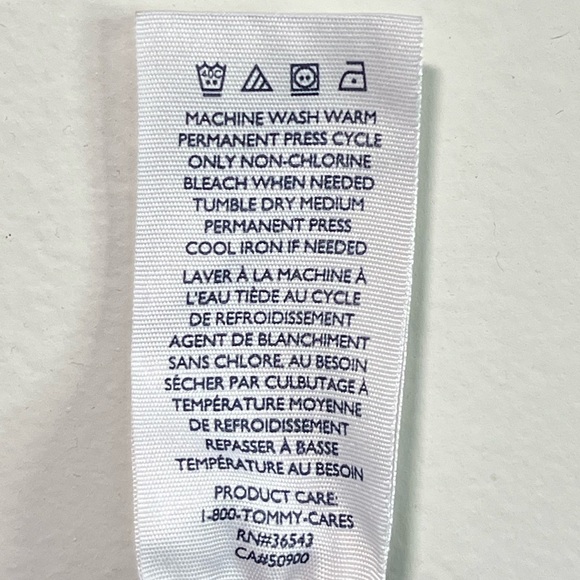 40C
MACHINE WASH WARM
PERMANENT PRESS CYCLE
ONLY NON-CHLORINE
BLEACH WHEN NEEDED
TUMBLE DRY MEDIUM
PERMANENT PRESS
COOL IRON IF NEEDED
LAVER À LA MACHINE À
L'EAU TIÈDE AU CYCLE
DE REFROIDISSEMENT
AGENT DE BLANCHIMENT
SANS CHLORE, AU BESOIN
SÉCHER PAR CULBUTAGE À
TEMPÉRATURE MOYENNE
DE REFROIDISSEMENT
REPASSER À BASSE
TEMPÉRATURE AU BESOIN
PRODUCT CARE:
1-800-TOMMY-CARES
RN#36543
CA#50900